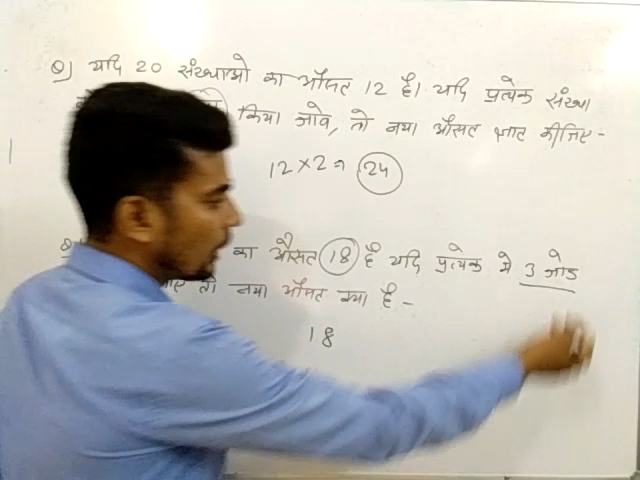 Q) यदि 20 संख्याओ का औसत 12 है। यदि प्रत्येक संख्या
किया जावे, तो नया औसत ज्ञात कीजिए -
12 × 2 = 24
का औसत 18 है यदि प्रत्येक मे 3 जोड
तो नया औसत क्या है -
18